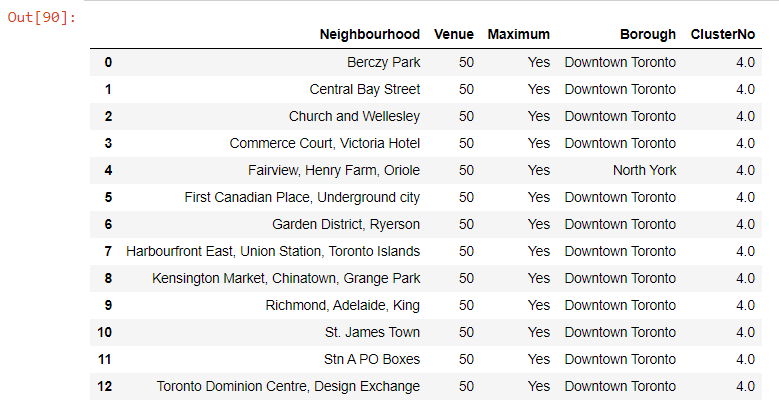 Out[90]:
Neighbourhood Venue Maximum Borough ClusterNo
0 Berczy Park 50 Yes Downtown Toronto 4.0
1 Central Bay Street 50 Yes Downtown Toronto 4.0
2 Church and Wellesley 50 Yes Downtown Toronto 4.0
3 Commerce Court, Victoria Hotel 50 Yes Downtown Toronto 4.0
4 Fairview, Henry Farm, Oriole 50 Yes North York 4.0
5 First Canadian Place, Underground city 50 Yes Downtown Toronto 4.0
6 Garden District, Ryerson 50 Yes Downtown Toronto 4.0
7 Harbourfront East, Union Station, Toronto Islands 50 Yes Downtown Toronto 4.0
8 Kensington Market, Chinatown, Grange Park 50 Yes Downtown Toronto 4.0
9 Richmond, Adelaide, King 50 Yes Downtown Toronto 4.0
10 St. James Town 50 Yes Downtown Toronto 4.0
11 Stn A PO Boxes 50 Yes Downtown Toronto 4.0
12 Toronto Dominion Centre, Design Exchange 50 Yes Downtown Toronto 4.0